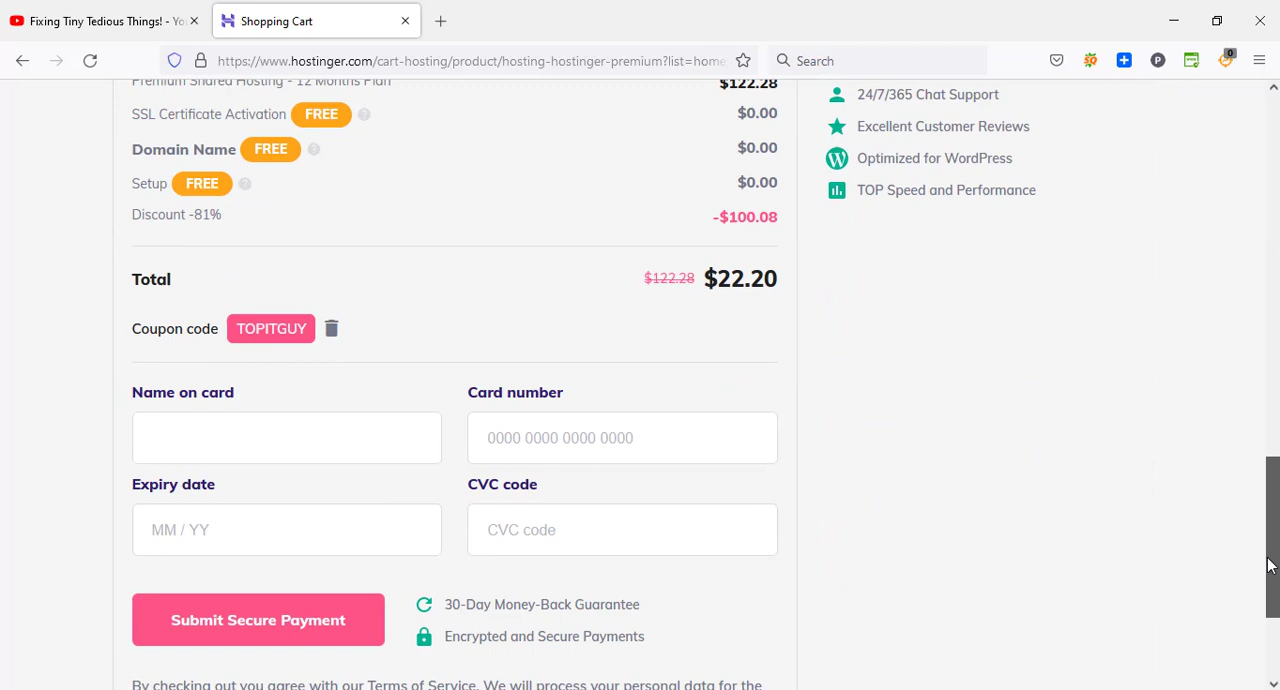 Fixing Tiny Tedious Things! - Yo
Shopping Cart
https://www.hostinger.com/cart-hosting/product/hosting-hostinger-premium?list=home
Search
0
Premium Shared Hosting - 12 Months Plan $122.28
SSL Certificate Activation FREE $0.00
Domain Name FREE $0.00
Setup FREE $0.00
Discount -81% -$100.08
Total $122.28 $22.20
Coupon code TOPITGUY
Name on card Card number
0000 0000 0000 0000
Expiry date CVC code
MM / YY CVC code
Submit Secure Payment
30-Day Money-Back Guarantee
Encrypted and Secure Payments
By checking out you agree with our Terms of Service. We will process your personal data for the
24/7/365 Chat Support
Excellent Customer Reviews
Optimized for WordPress
TOP Speed and Performance